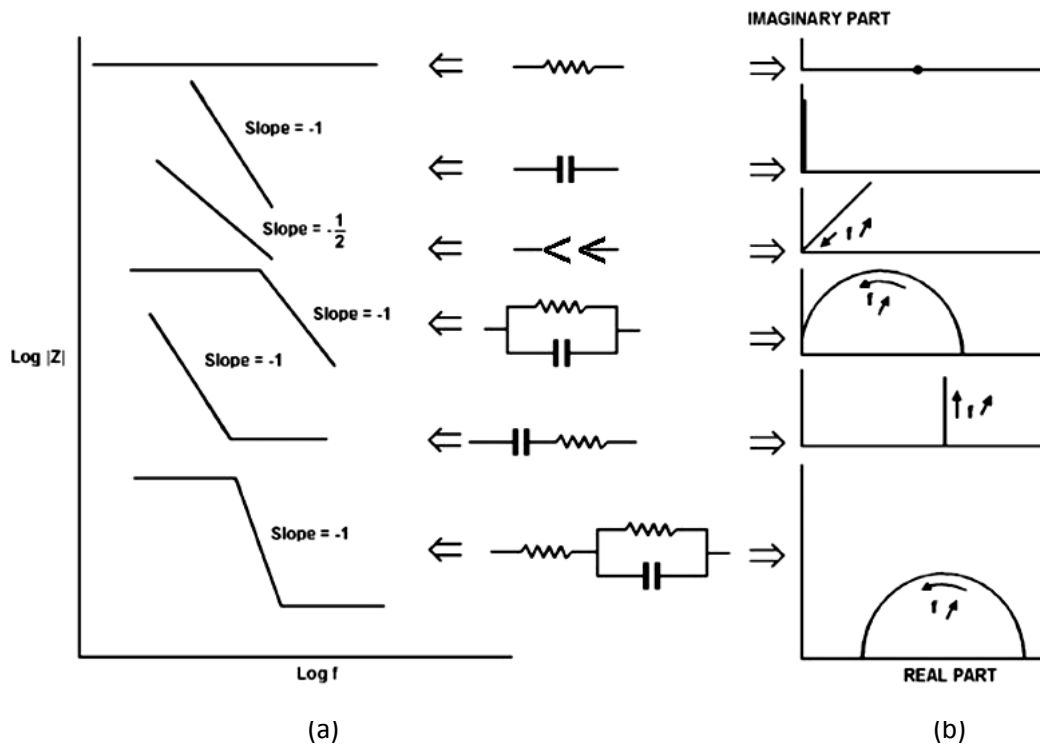 IMAGINARY PART
Slope = -1
Slope = -1/2
Slope = -1
Slope = -1
Slope = -1
Log |Z|
Log f
f
f
f
f
REAL PART
(a)
(b)